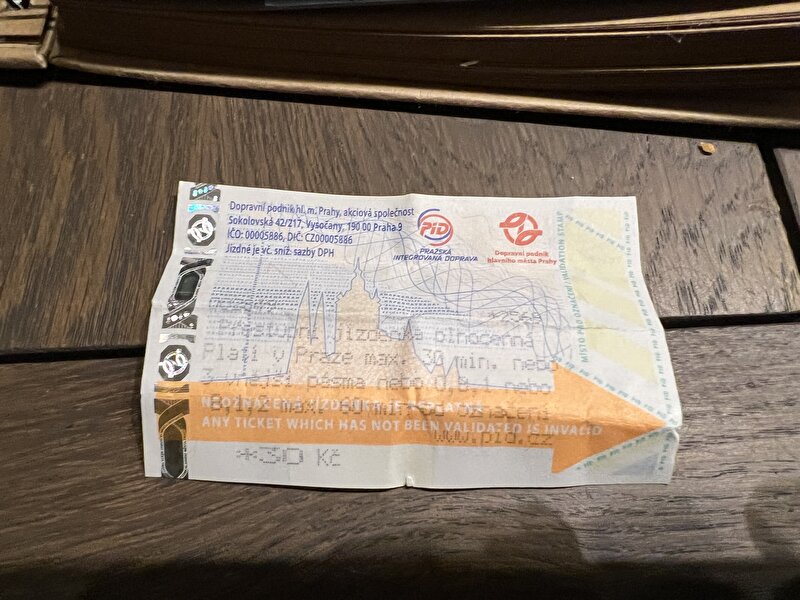 Dopravní podnik hl. m. Prahy, akciová společnost
Sokolovská 42/217, Vysočany, 190 00 Praha 9
IČO: 00005886, DIČ: CZ00005886
Jízdné je vč. sníž. sazby DPH
PID
PRAŽSKÁ
INTEGROVANÁ DOPRAVA
Dopravní podnik
hlavního města Prahy
MÍSTO PRO OZNAČENÍ / VALIDATION STAMP
Přestupní jízdenka plnocenná
Platí v Praze max. 30 min. nebo
3 vnější pásma nebo 0,B,1 nebo
B,1,2 max. 60 min. od označení
NEOZNAČENÁ JÍZDENKA JE NEPLATNÁ
ANY TICKET WHICH HAS NOT BEEN VALIDATED IS INVALID
www.pid.cz
*30 Kč